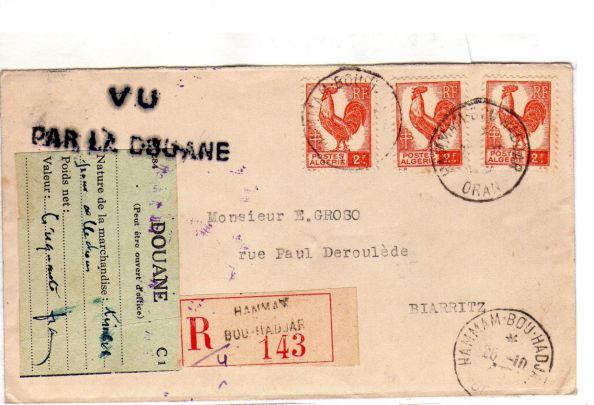 VU
PAR LA DOUANE
RF
POSTES
ALGERIE 2F
RF
POSTES
ALGERIE 2F
RF
POSTES
ALGERIE 2F
ORAN
DOUANE
C1
(Peut être ouvert d'office)
Nature de la marchandise :
Poids net :
Valeur : Cinquante
Monsieur E.GROSO
rue Paul Deroulède
BIARRITZ
R
HAMMAM
BOU-HADJAR
143
HAMMAM-BOU-HADJAR